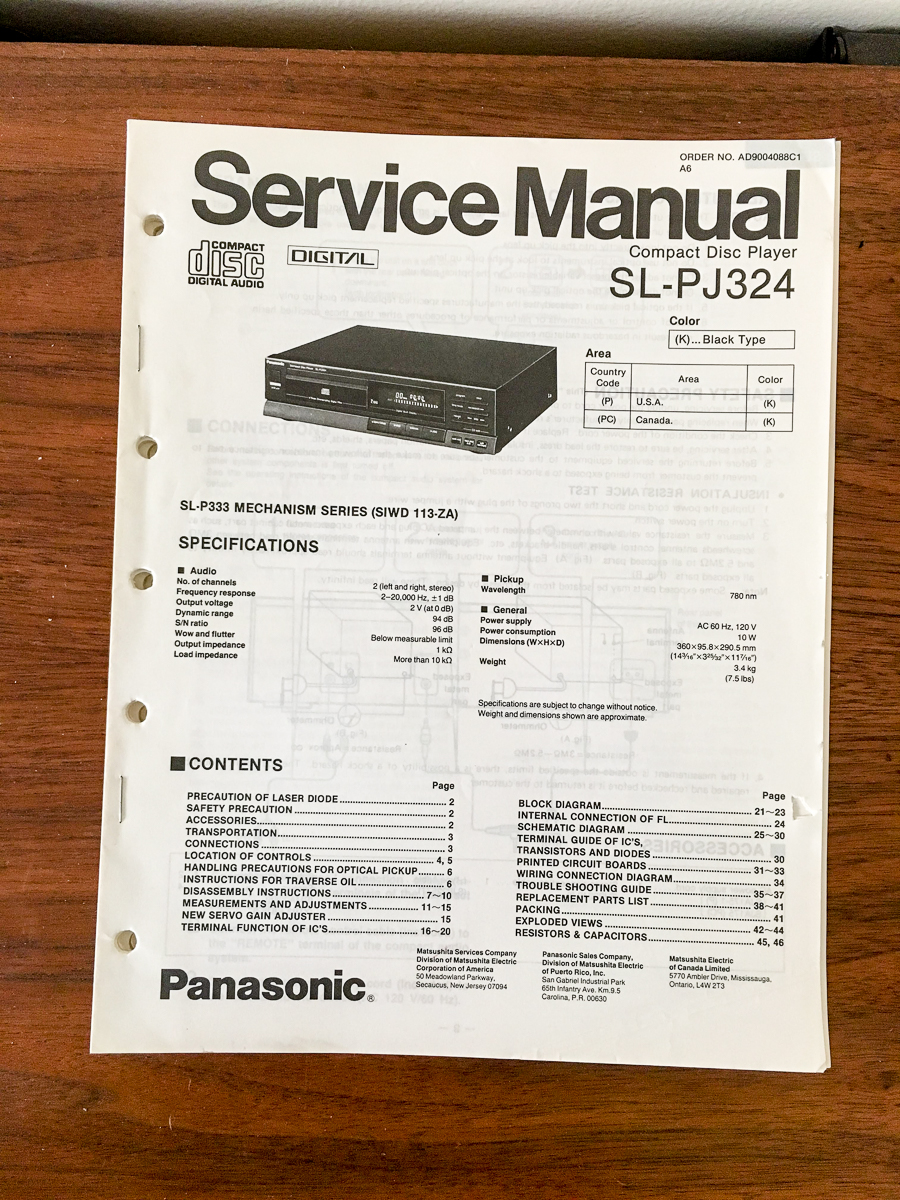 ORDER NO. AD9004088C1
A6
Service Manual
COMPACT
disc
DIGITAL AUDIO
DIGITAL
Compact Disc Player
SL-PJ324
Color
(K)... Black Type
Area
Country Code Area Color
(P) U.S.A. (K)
(PC) Canada. (K)
Panasonic
SL-P333 MECHANISM SERIES (SIWD 113-ZA)
SPECIFICATIONS
■ Audio
No. of channels 2 (left and right, stereo)
Frequency response 2~20,000 Hz, ±1 dB
Output voltage 2 V (at 0 dB)
Dynamic range 94 dB
S/N ratio 96 dB
Wow and flutter Below measurable limit
Output impedance 1 kΩ
Load impedance More than 10 kΩ
■ Pickup
Wavelength 780 nm
■ General
Power supply AC 60 Hz, 120 V
Power consumption 10 W
Dimensions (W×H×D) 360×95.8×290.5 mm
(14 3/16"×3 25/32"×11 7/16")
Weight 3.4 kg
(7.5 lbs)
Specifications are subject to change without notice.
Weight and dimensions shown are approximate.
■ CONTENTS
Page
PRECAUTION OF LASER DIODE 2
SAFETY PRECAUTION 2
ACCESSORIES 2
TRANSPORTATION 3
CONNECTIONS 3
LOCATION OF CONTROLS 4, 5
HANDLING PRECAUTIONS FOR OPTICAL PICKUP 6
INSTRUCTIONS FOR TRAVERSE OIL 6
DISASSEMBLY INSTRUCTIONS 7~10
MEASUREMENTS AND ADJUSTMENTS 11~15
NEW SERVO GAIN ADJUSTER 15
TERMINAL FUNCTION OF IC'S 16~20
Page
BLOCK DIAGRAM 21~23
INTERNAL CONNECTION OF FL 24
SCHEMATIC DIAGRAM 25~30
TERMINAL GUIDE OF IC'S,
TRANSISTORS AND DIODES 30
PRINTED CIRCUIT BOARDS 31~33
WIRING CONNECTION DIAGRAM 34
TROUBLE SHOOTING GUIDE 35~37
REPLACEMENT PARTS LIST 38~41
PACKING 41
EXPLODED VIEWS 42~44
RESISTORS & CAPACITORS 45, 46
Panasonic®
Matsushita Services Company
Division of Matsushita Electric
Corporation of America
50 Meadowland Parkway,
Secaucus, New Jersey 07094
Panasonic Sales Company,
Division of Matsushita Electric
of Puerto Rico, Inc.
San Gabriel Industrial Park
65th Infantry Ave. Km.9.5
Carolina, P.R. 00630
Matsushita Electric
of Canada Limited
5770 Ambler Drive, Mississauga,
Ontario, L4W 2T3